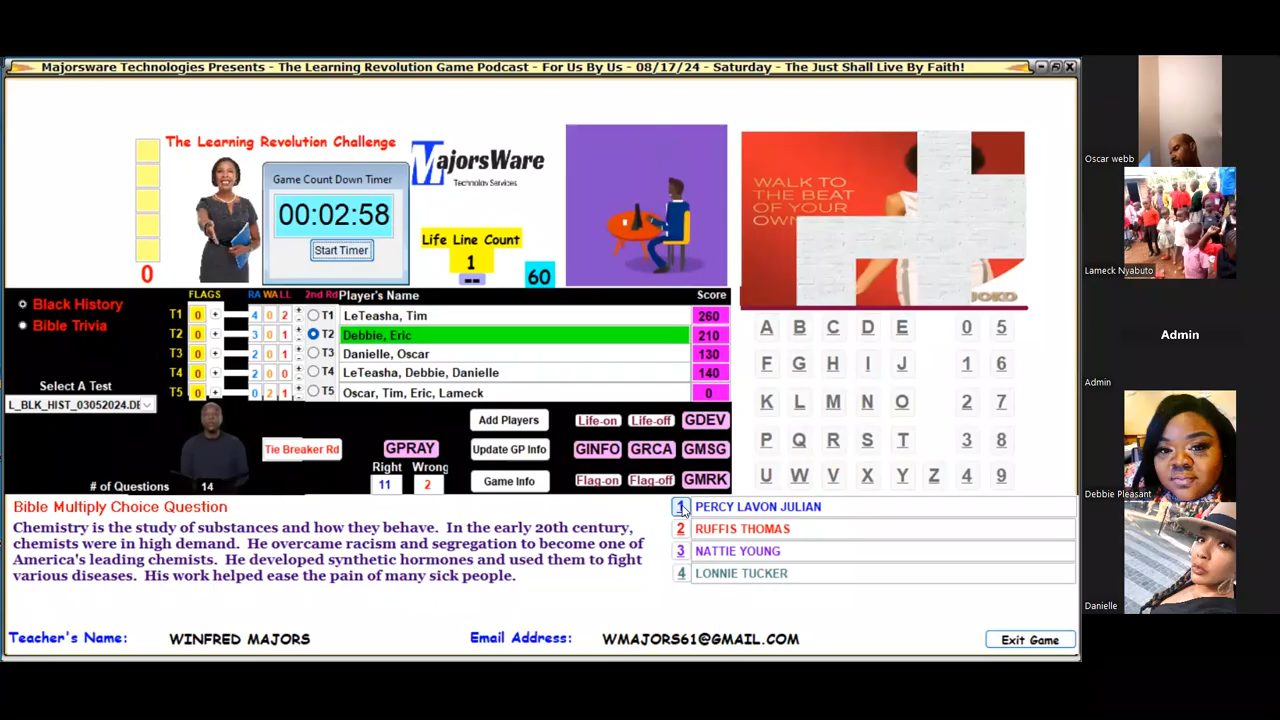 Majorsware Technologies Presents - The Learning Revolution Game Podcast - For Us By Us - 08/17/24 - Saturday - The Just Shall Live By Faith!
The Learning Revolution Challenge
0
Game Count Down Timer
00:02:58
Start Timer
MajorsWare
Technology Services
Life Line Count
1
--
60
WALK TO
THE BEAT
OF YOUR
OWN
Black History
Bible Trivia
Select A Test
L_BLK_HIST_03052024.DE
# of Questions 14
FLAGS RA WA LL 2nd Rd Player's Name Score
T1 0 + 4 0 2 T1 LeTeasha, Tim 260
T2 0 + 3 0 1 T2 Debbie, Eric 210
T3 0 + 2 0 1 T3 Danielle, Oscar 130
T4 0 + 2 0 0 T4 LeTeasha, Debbie, Danielle 140
T5 0 + 0 2 1 T5 Oscar, Tim, Eric, Lameck 0
Tie Breaker Rd
GPRAY
Right Wrong
11 2
Add Players
Update GP Info
Game Info
Life-on Life-off GDEV
GINFO GRCA GMSG
Flag-on Flag-off GMRK
A B C D E 0 5
F G H I J 1 6
K L M N O 2 7
P Q R S T 3 8
U W V X Y Z 4 9
Bible Multiply Choice Question
Chemistry is the study of substances and how they behave. In the early 20th century,
chemists were in high demand. He overcame racism and segregation to become one of
America's leading chemists. He developed synthetic hormones and used them to fight
various diseases. His work helped ease the pain of many sick people.
1 PERCY LAVON JULIAN
2 RUFFIS THOMAS
3 NATTIE YOUNG
4 LONNIE TUCKER
Teacher's Name: WINFRED MAJORS Email Address: WMAJORS61@GMAIL.COM
Exit Game
Oscar webb
Lameck Nyabuto
Admin
Admin
Debbie Pleasant
Danielle